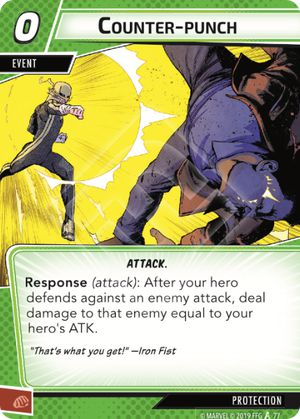 0
COUNTER-PUNCH
EVENT
ATTACK.
Response (attack): After your hero
defends against an enemy attack, deal
damage to that enemy equal to your
hero's ATK.
"That's what you get!" —Iron Fist
PROTECTION
© MARVEL © 2019 FFG A-77